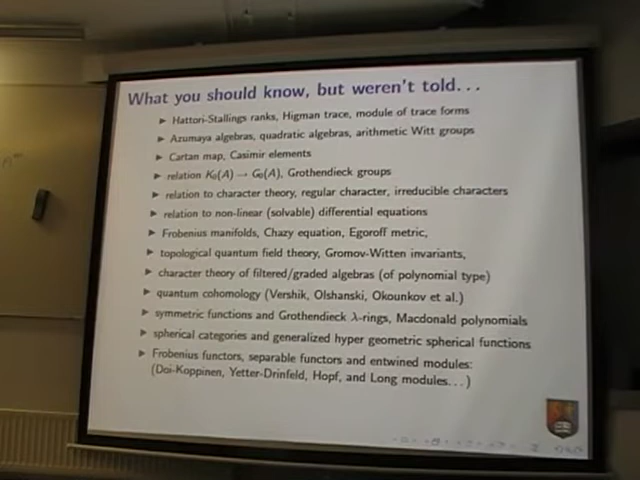 What you should know, but weren't told...
▶ Hattori-Stallings ranks, Higman trace, module of trace forms
▶ Azumaya algebras, quadratic algebras, arithmetic Witt groups
▶ Cartan map, Casimir elements
▶ relation K₀(A) → G₀(A), Grothendieck groups
▶ relation to character theory, regular character, irreducible characters
▶ relation to non-linear (solvable) differential equations
▶ Frobenius manifolds, Chazy equation, Egoroff metric,
▶ topological quantum field theory, Gromov-Witten invariants,
▶ character theory of filtered/graded algebras (of polynomial type)
▶ quantum cohomology (Vershik, Olshanski, Okounkov et al.)
▶ symmetric functions and Grothendieck λ-rings, Macdonald polynomials
▶ spherical categories and generalized hyper geometric spherical functions
▶ Frobenius functors, separable functors and entwined modules:
(Doi-Koppinen, Yetter-Drinfeld, Hopf, and Long modules...)